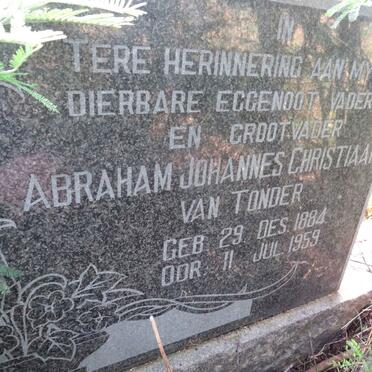 IN
TERE HERINNERING AAN MY
DIERBARE EGGENOOT VADER
EN GROOTVADER
ABRAHAM JOHANNES CHRISTIAAN
VAN TONDER
GEB. 29 DES. 1884
OOR. 11 JUL. 1959